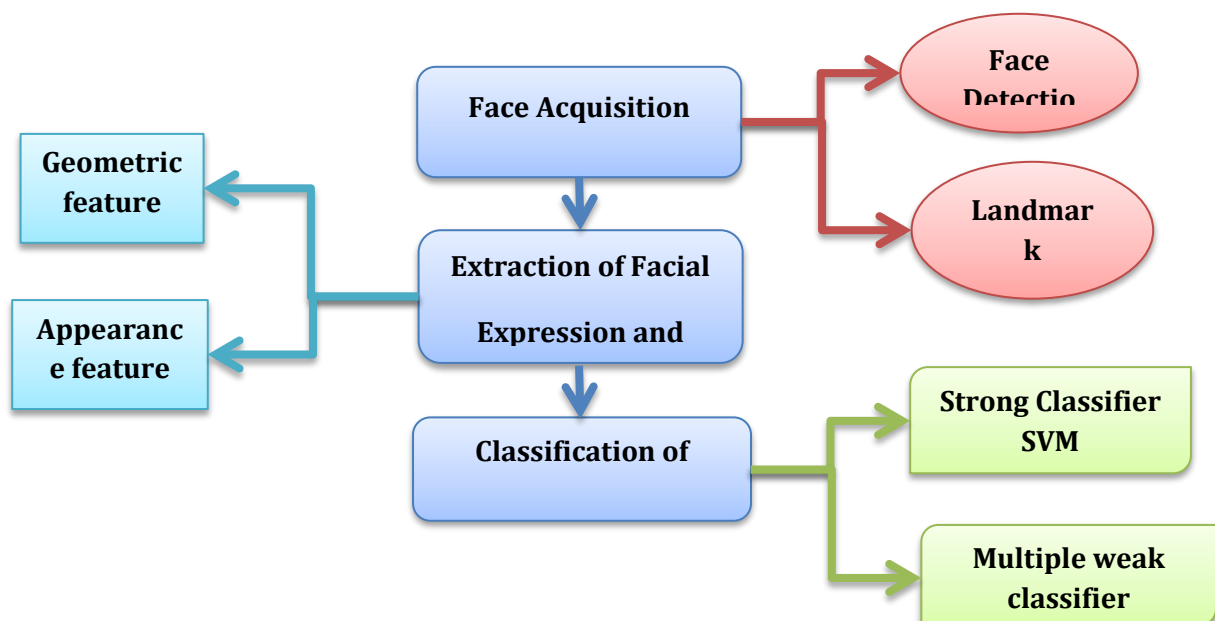 Face Acquisition
Face
Detectio
Landmar
k
Geometric
feature
Extraction of Facial
Expression and
Appearanc
e feature
Classification of
Strong Classifier
SVM
Multiple weak
classifier